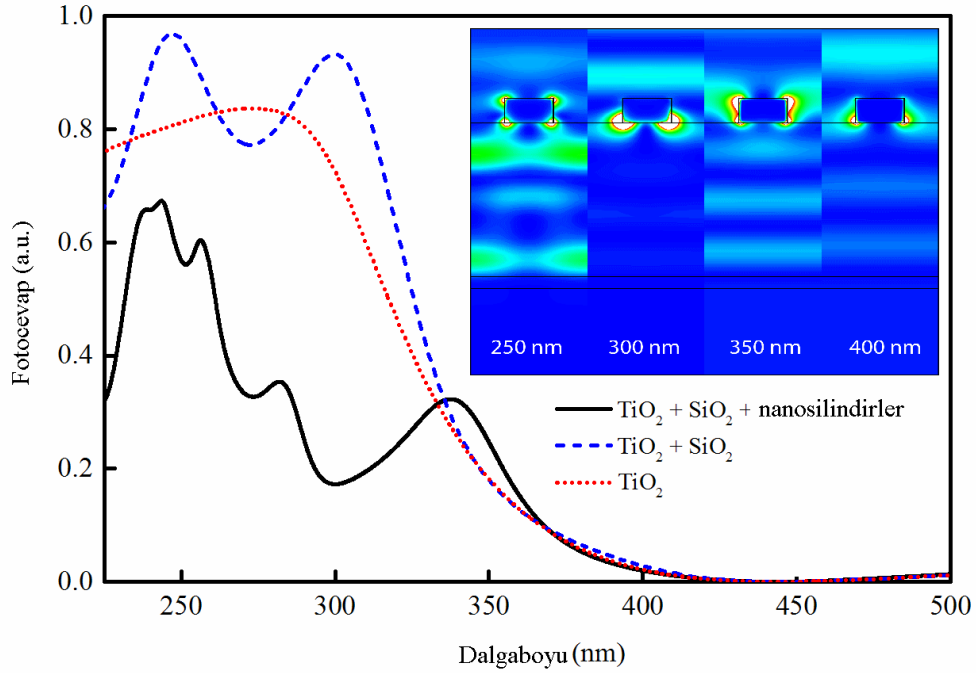 1.0
0.8
0.6
0.4
0.2
0.0
Fotocevap (a.u.)
250 nm 300 nm 350 nm 400 nm
TiO₂ + SiO₂ + nanosilindirler
TiO₂ + SiO₂
TiO₂
250 300 350 400 450 500
Dalgaboyu (nm)